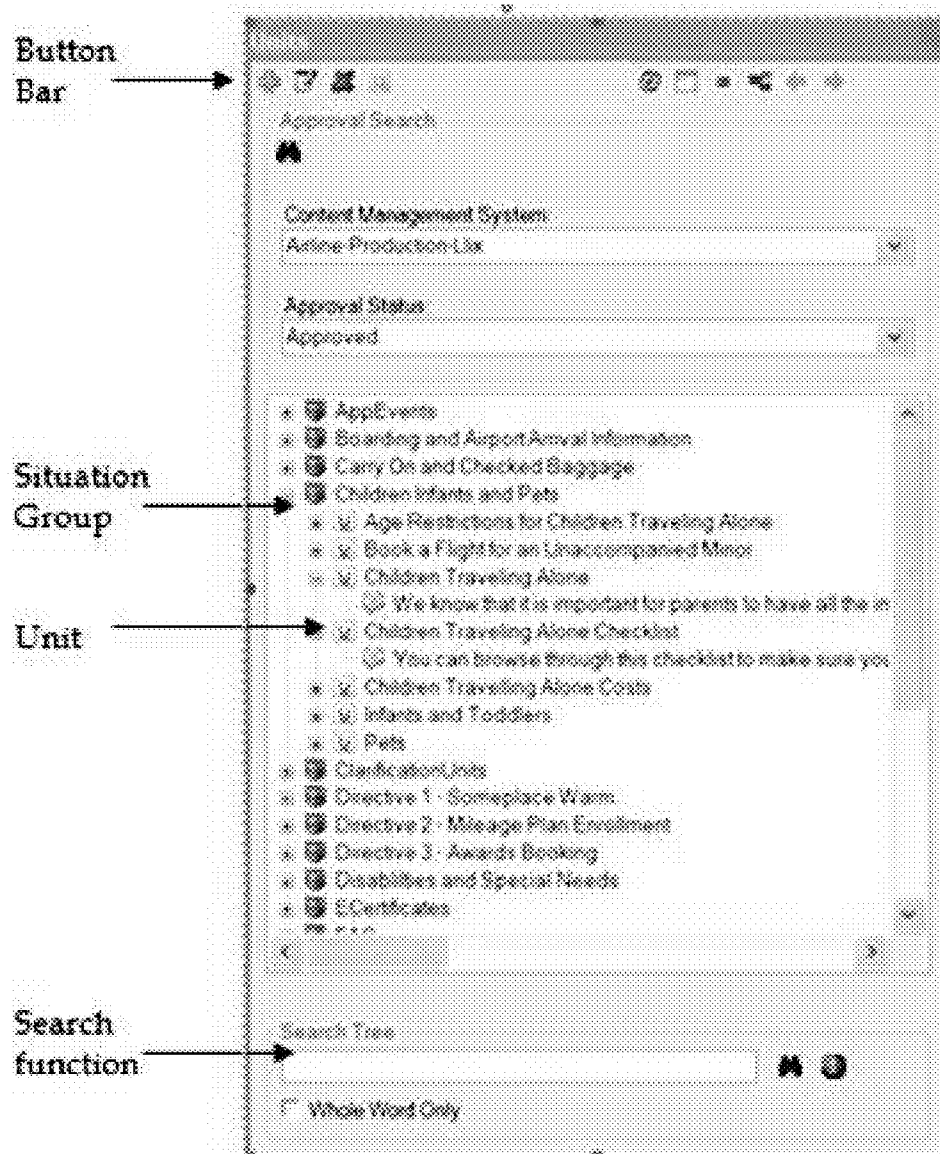 Button
Bar
Approval Search
Content Management System
Approval Status
Approved
AppEvents
Boarding and Airport Arrival Information
Carry On and Checked Baggage
Situation
Group
Children Infants and Pets
Age Restrictions for Children Traveling Alone
Book a Flight for an Unaccompanied Minor
Children Traveling Alone
We know that it is important for parents to have all the in
Unit
Children Traveling Alone Checklist
You can browse through this checklist to make sure you
Children Travelling Alone Costs
Infants and Toddlers
Pets
ClarificationUnits
Directive 1 - Someplace Warm
Directive 2 - Mileage Plan Enrollment
Directive 3 - Awards Booking
Disabilities and Special Needs
ECertificates
Search
function
Search Tree
Whole Word Only